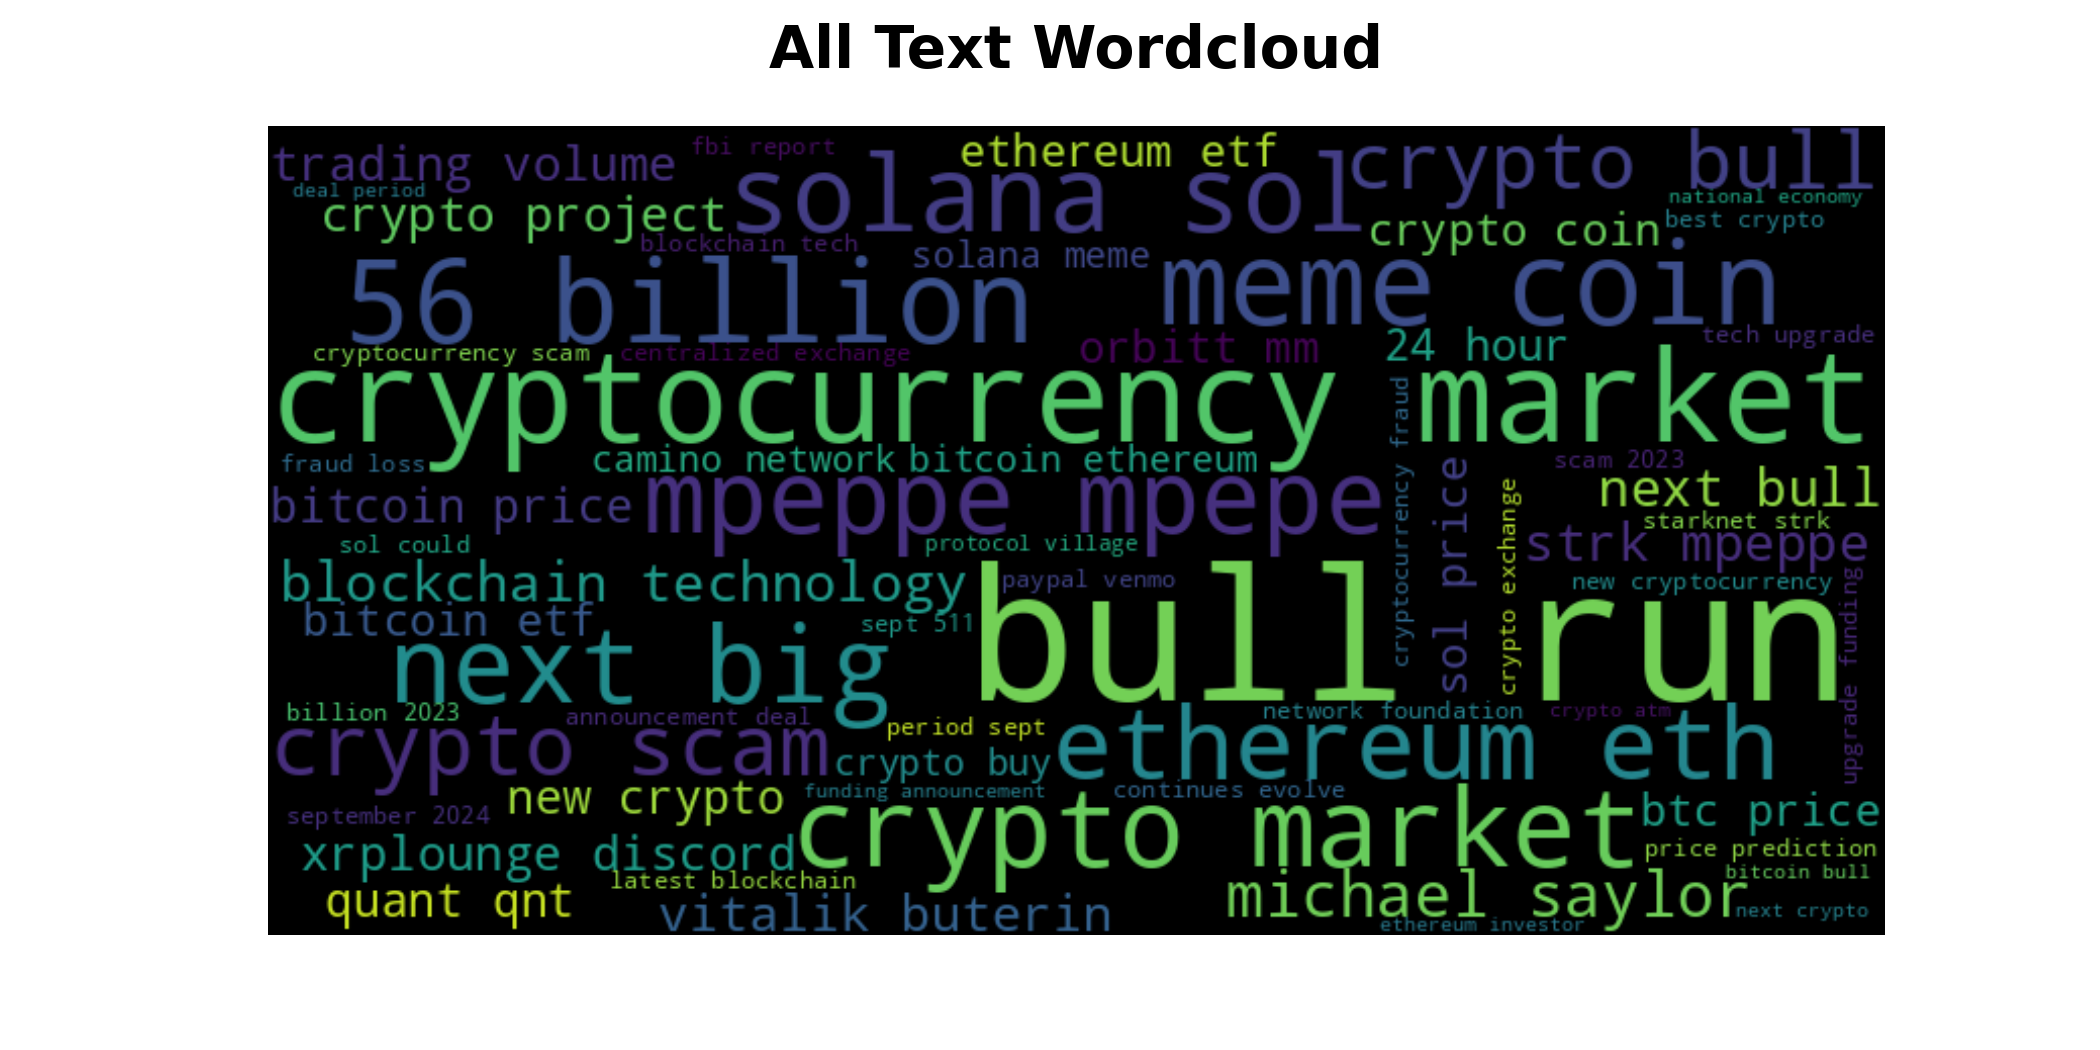 All Text Wordcloud
trading volume
fbi report
ethereum etf
crypto bull
deal period
solana sol
national economy
crypto project
crypto coin
best crypto
blockchain tech
solana meme
56 billion
meme coin
cryptocurrency scam
centralized exchange
orbitt mm
24 hour
tech upgrade
cryptocurrency market
cryptocurrency fraud
fraud loss
camino network
bitcoin ethereum
scam 2023
bitcoin price
mpeppe mpepe
sol price
crypto exchange
next bull
starknet strk
sol could
protocol village
strk mpeppe
blockchain technology
paypal venmo
new cryptocurrency
bitcoin etf
sept 511
bull run
upgrade funding
next big
billion 2023
announcement deal
period sept
network foundation
crypto atm
crypto scam
crypto buy
ethereum eth
september 2024
new crypto
funding announcement
continues evolve
crypto market
btc price
xrplounge discord
price prediction
latest blockchain
bitcoin bull
quant qnt
vitalik buterin
michael saylor
next crypto
ethereum investor